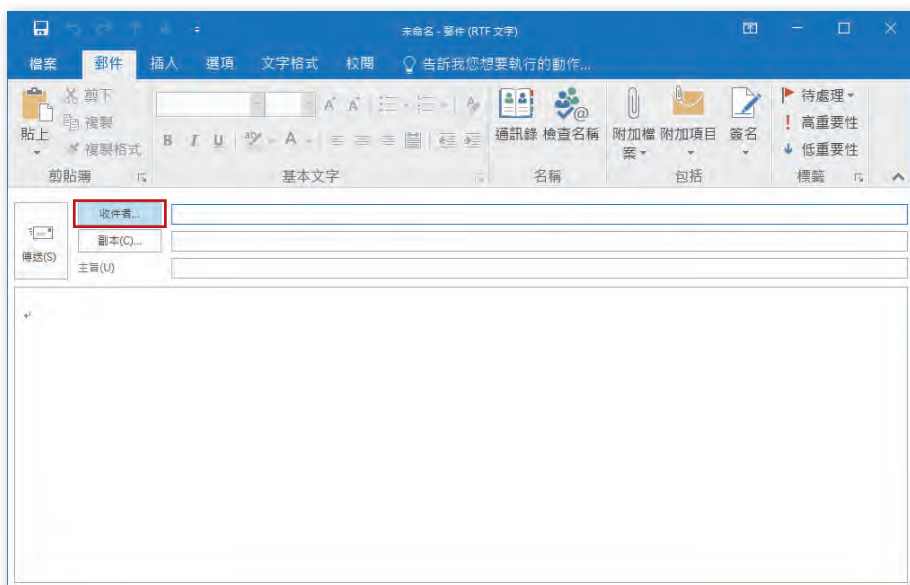 未命名 - 郵件 (RTF 文字)
檔案 郵件 插入 選項 文字格式 校閱 告訴我您想要執行的動作...
貼上
剪下
複製
複製格式
剪貼簿
B I U A
基本文字
通訊錄 檢查名稱
名稱
附加檔案 附加項目 簽名
包括
待處理
高重要性
低重要性
標籤
傳送(S)
收件者...
副本(C)...
主旨(U)